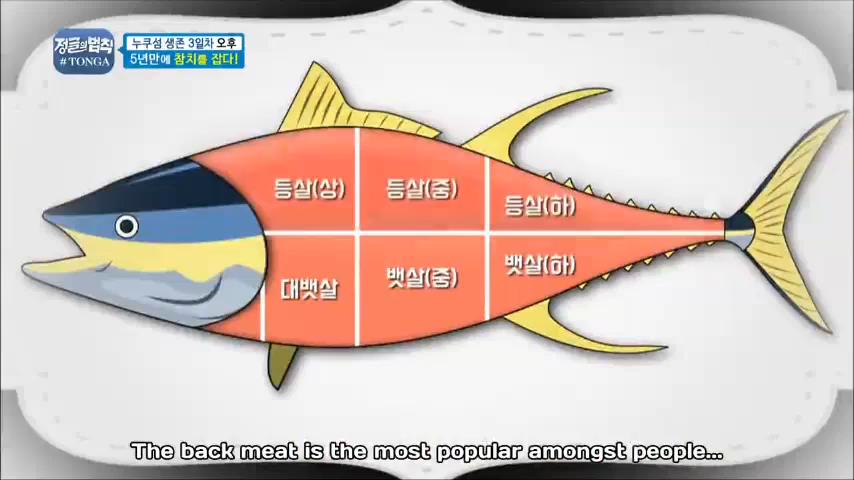 정글의 법칙
# TONGA
누쿠섬 생존 3일차 오후
5년만에 참치를 잡다!
등살(상)
등살(중)
등살(하)
대뱃살
뱃살(중)
뱃살(하)
The back meat is the most popular amongst people...